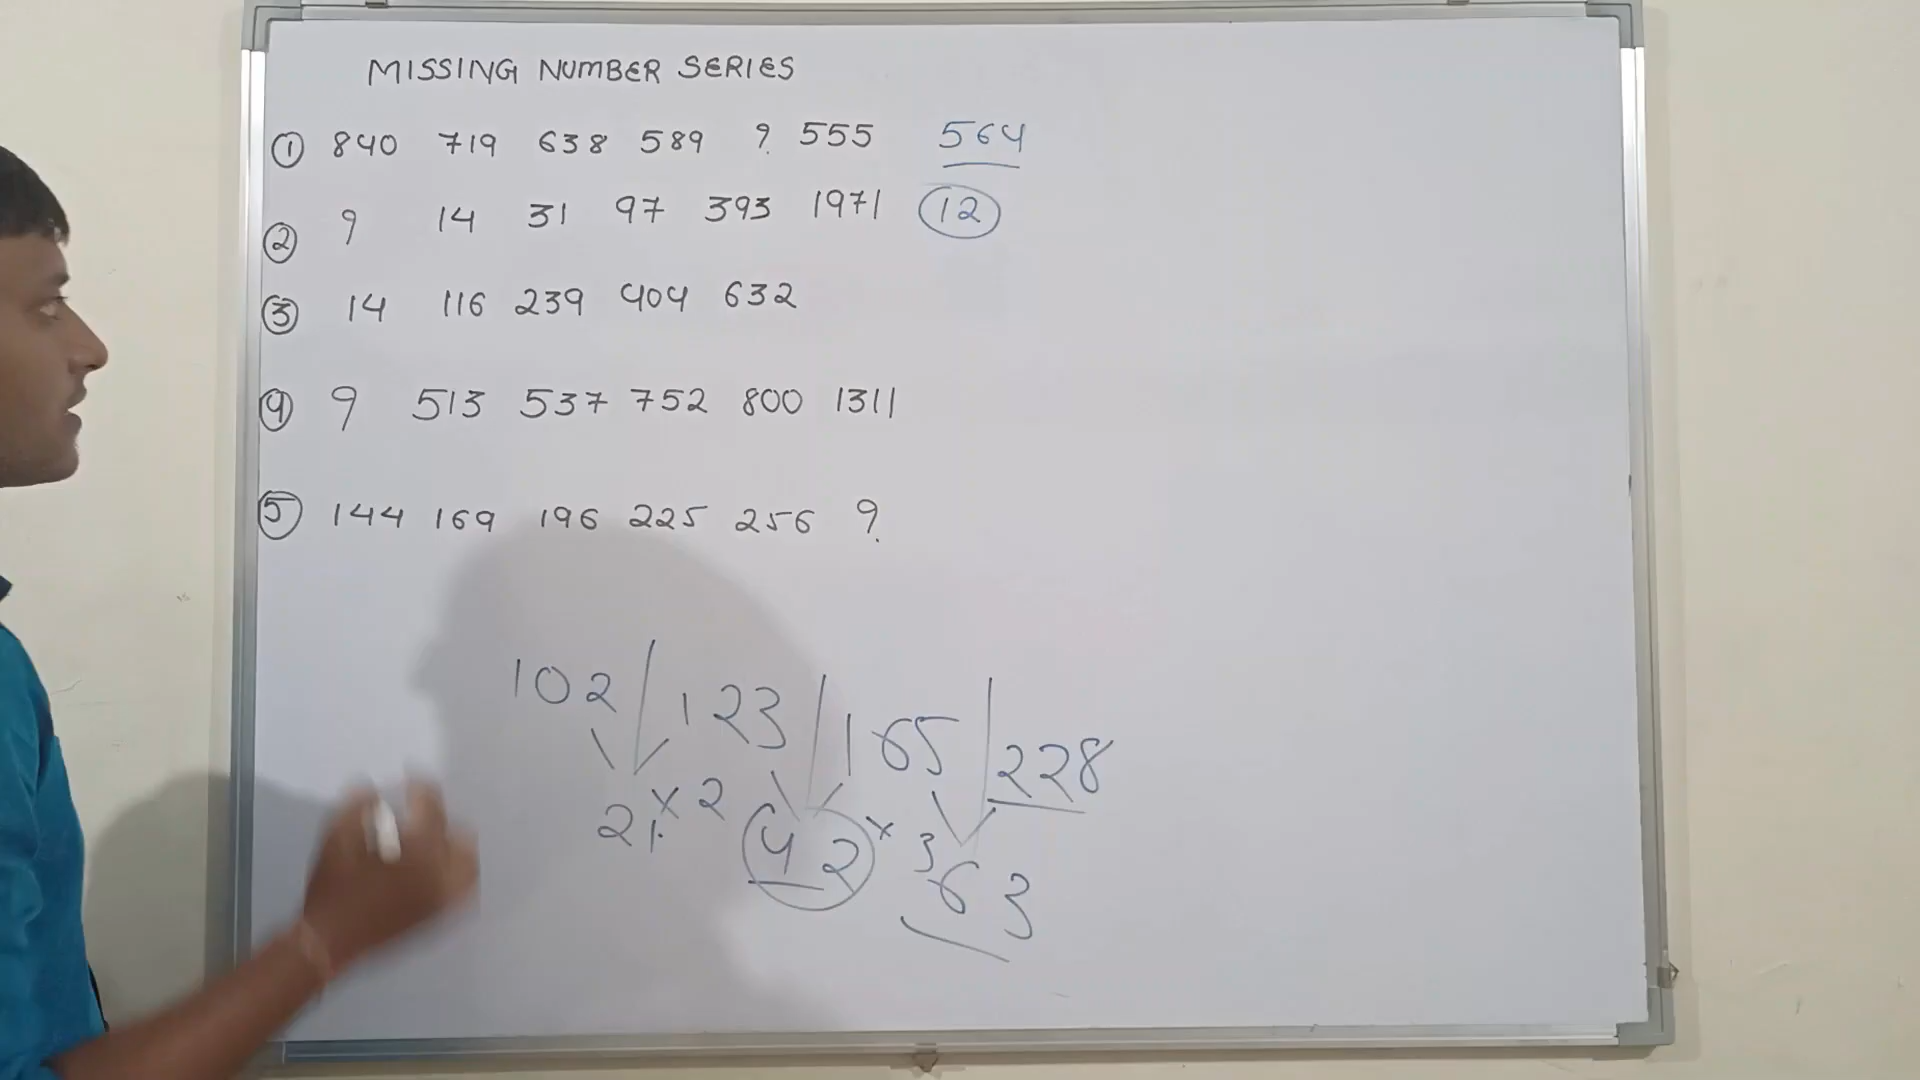 MISSING NUMBER SERIES
① 840 719 638 589 ? 555 564
② ? 14 31 97 393 1971 12
③ 14 116 239 404 632
④ ? 513 537 752 800 1311
⑤ 144 169 196 225 256 ?
102 / 123 / 165 | 228
21 × 2 42 × 3 63